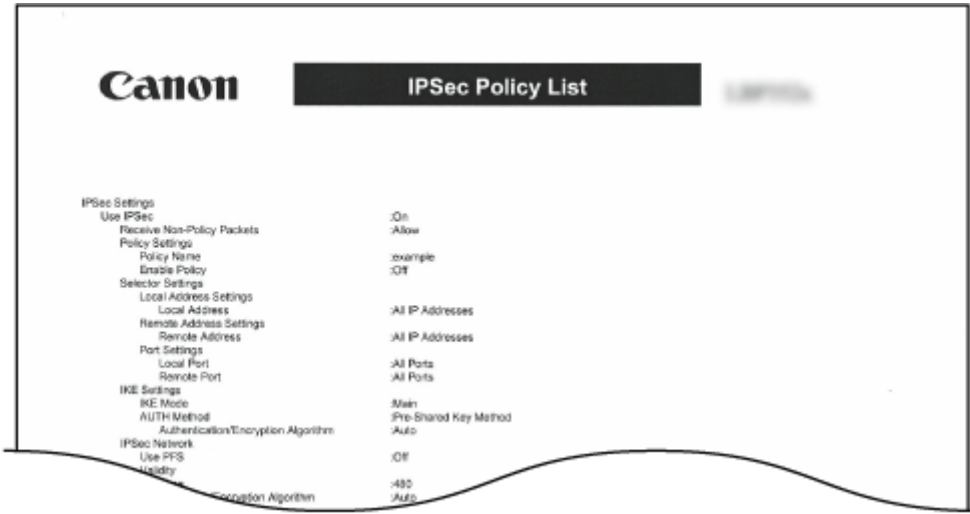 Canon
IPSec Policy List
IPSec Settings
Use IPSec :On
Receive Non-Policy Packets :Allow
Policy Settings
Policy Name :example
Enable Policy :Off
Selector Settings
Local Address Settings
Local Address :All IP Addresses
Remote Address Settings
Remote Address :All IP Addresses
Port Settings
Local Port :All Ports
Remote Port :All Ports
IKE Settings
IKE Mode :Main
AUTH Method :Pre-Shared Key Method
Authentication/Encryption Algorithm :Auto
IPSec Network
Use PFS :Off
Validity
:480
/Encryption Algorithm :Auto